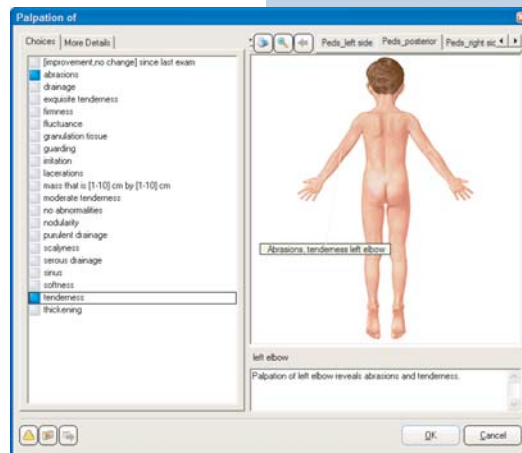 Palpation of
Choices
More Details
Peds_left side
Peds_posterior
Peds_right sic
[improvement,no change] since last exam
abrasions
drainage
exquisite tenderness
firmness
fluctuance
granulation tissue
guarding
irritation
lacerations
mass that is [1-10] cm by [1-10] cm
moderate tenderness
no abnormalities
nodularity
purulent drainage
scalyness
serous drainage
sinus
softness
tenderness
thickening
Abrasions, tenderness left elbow
left elbow
Palpation of left elbow reveals abrasions and tenderness.
OK
Cancel